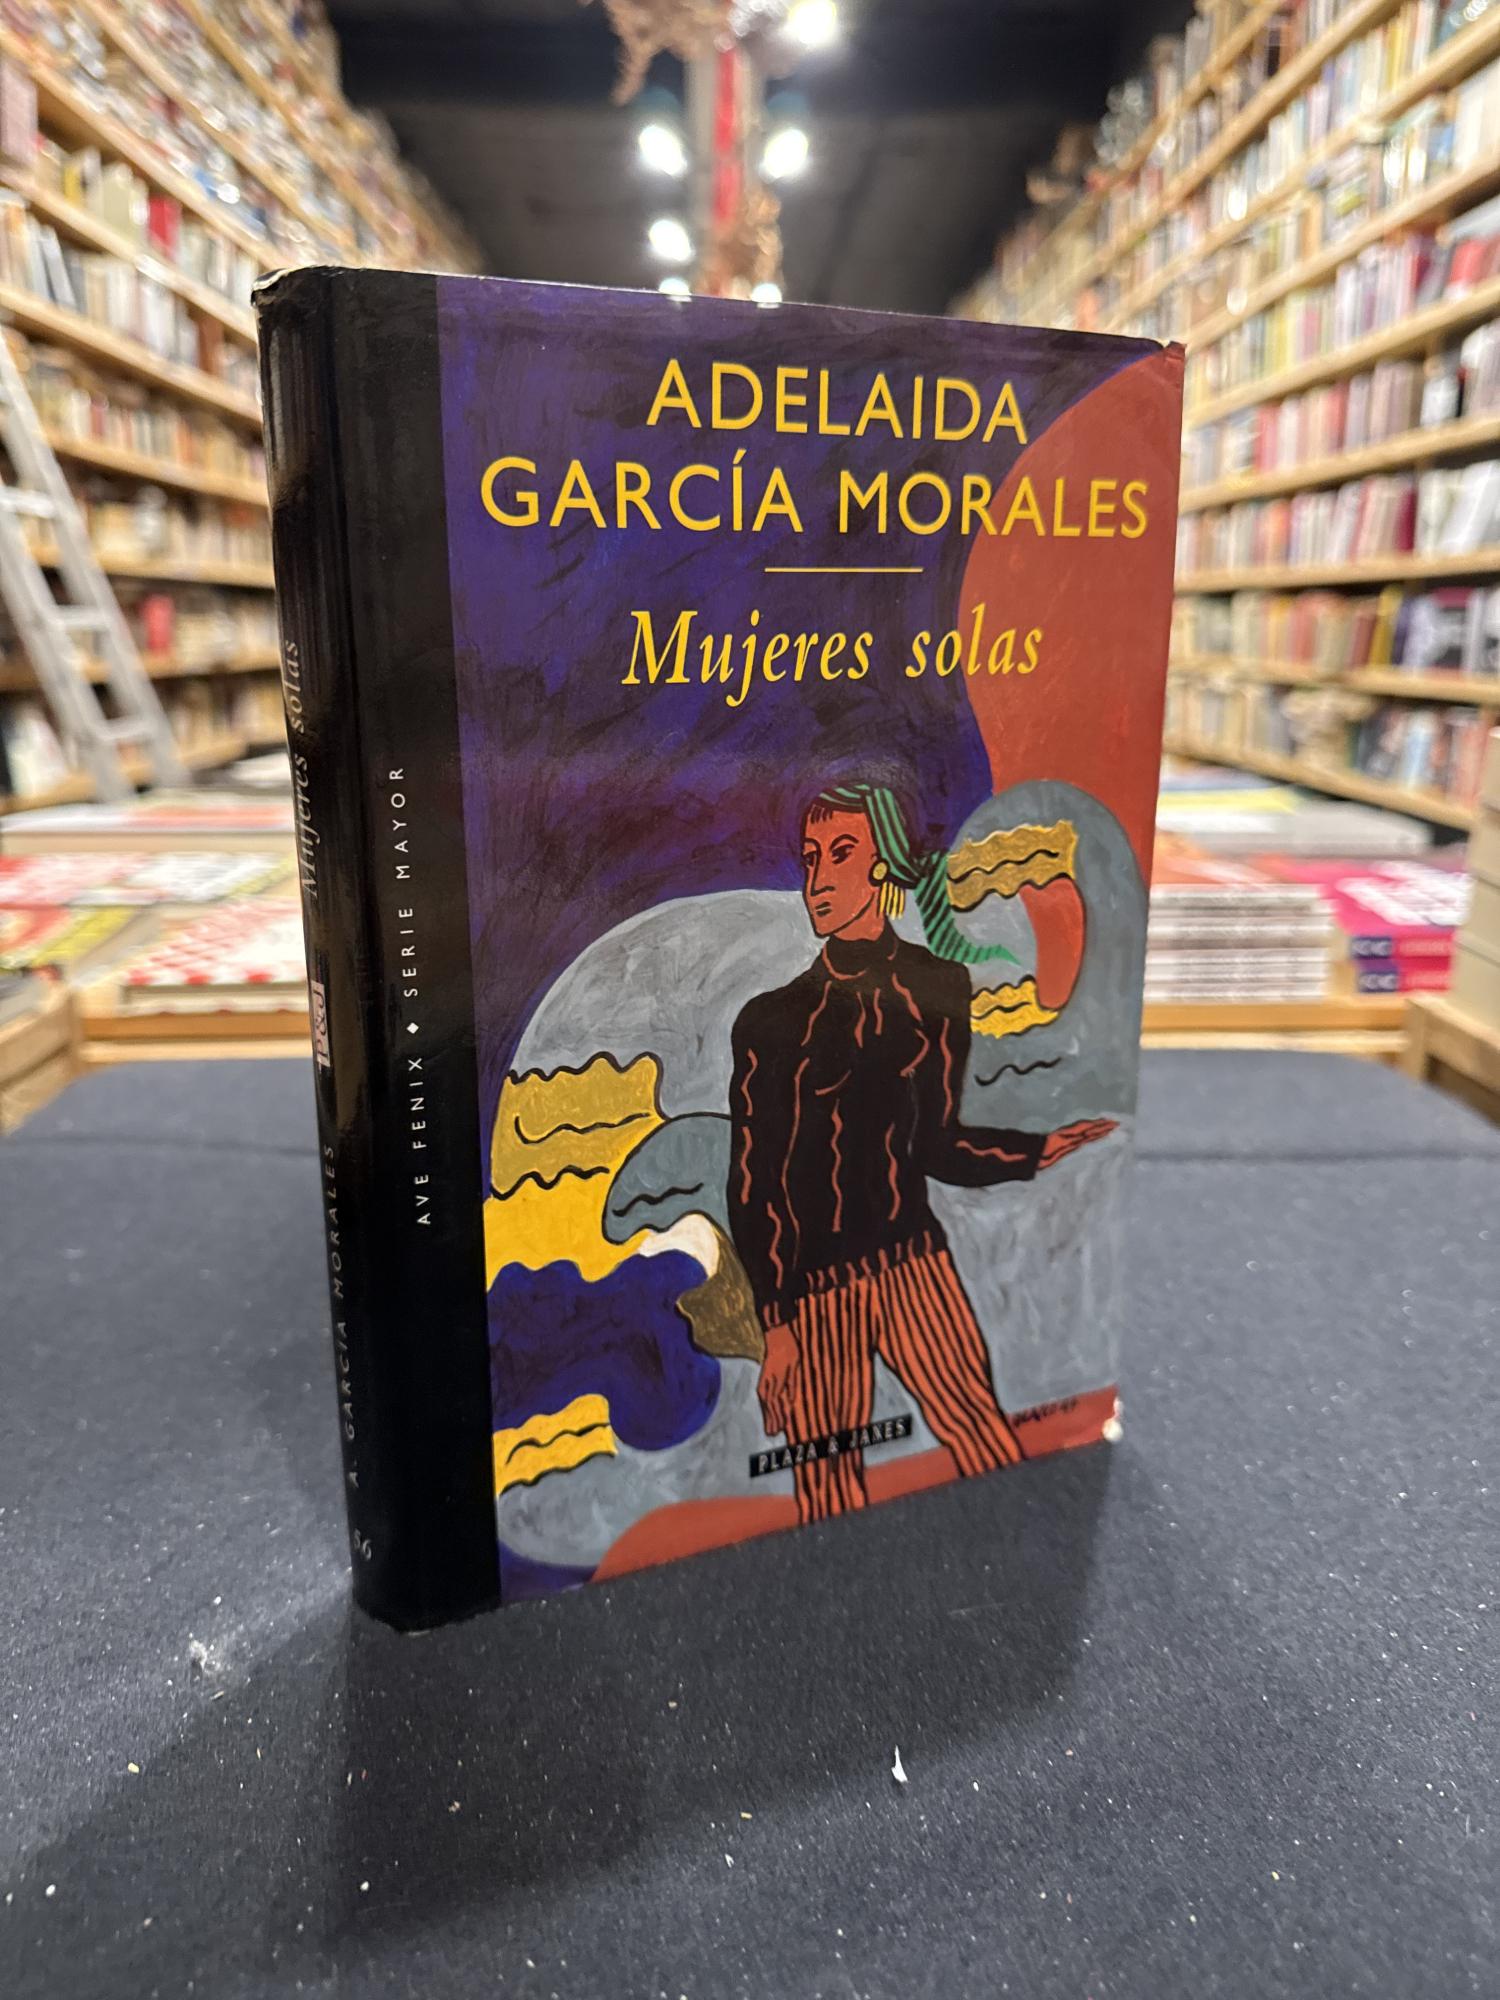 ADELAIDA
GARCÍA MORALES
Mujeres solas
PLAZA & JANES
AVE FENIX ◆ SERIE MAYOR
A. GARCÍA MORALES
P&J
Mujeres solas
56